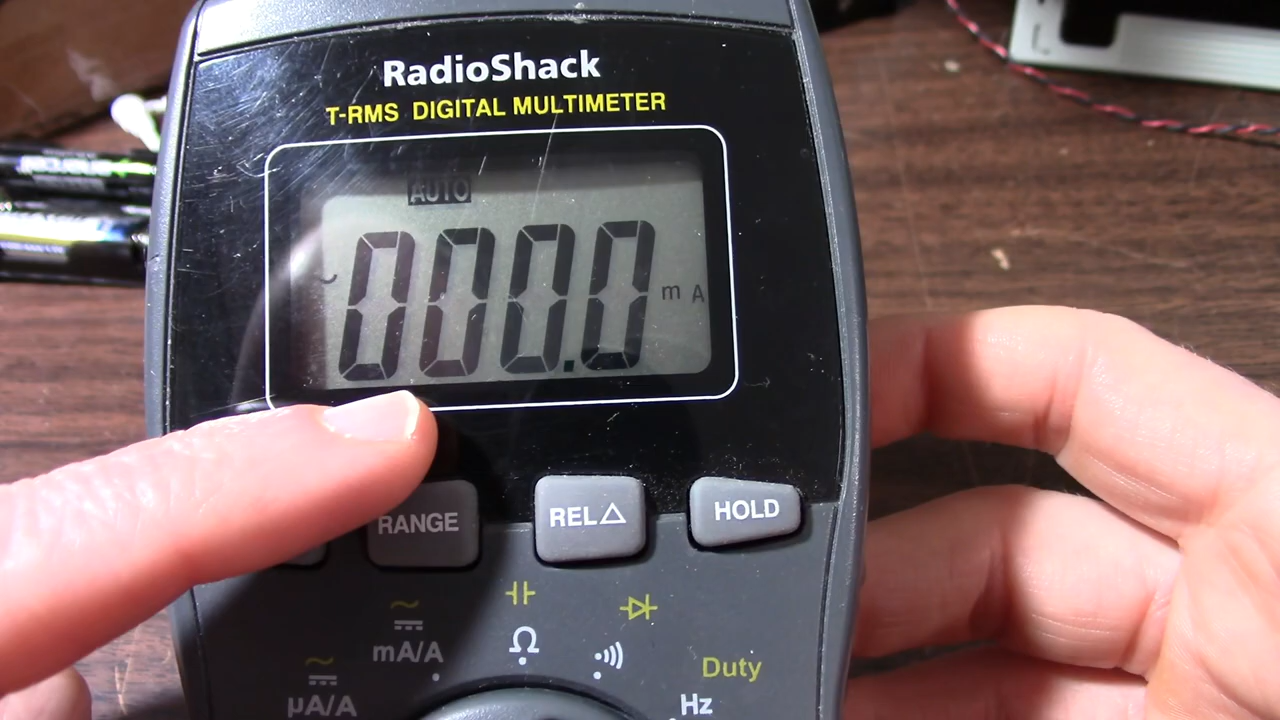 RadioShack
T-RMS DIGITAL MULTIMETER
AUTO
~ 000.0 mA
RANGE
REL△
HOLD
mA/A
Ω
µA/A
Duty
Hz